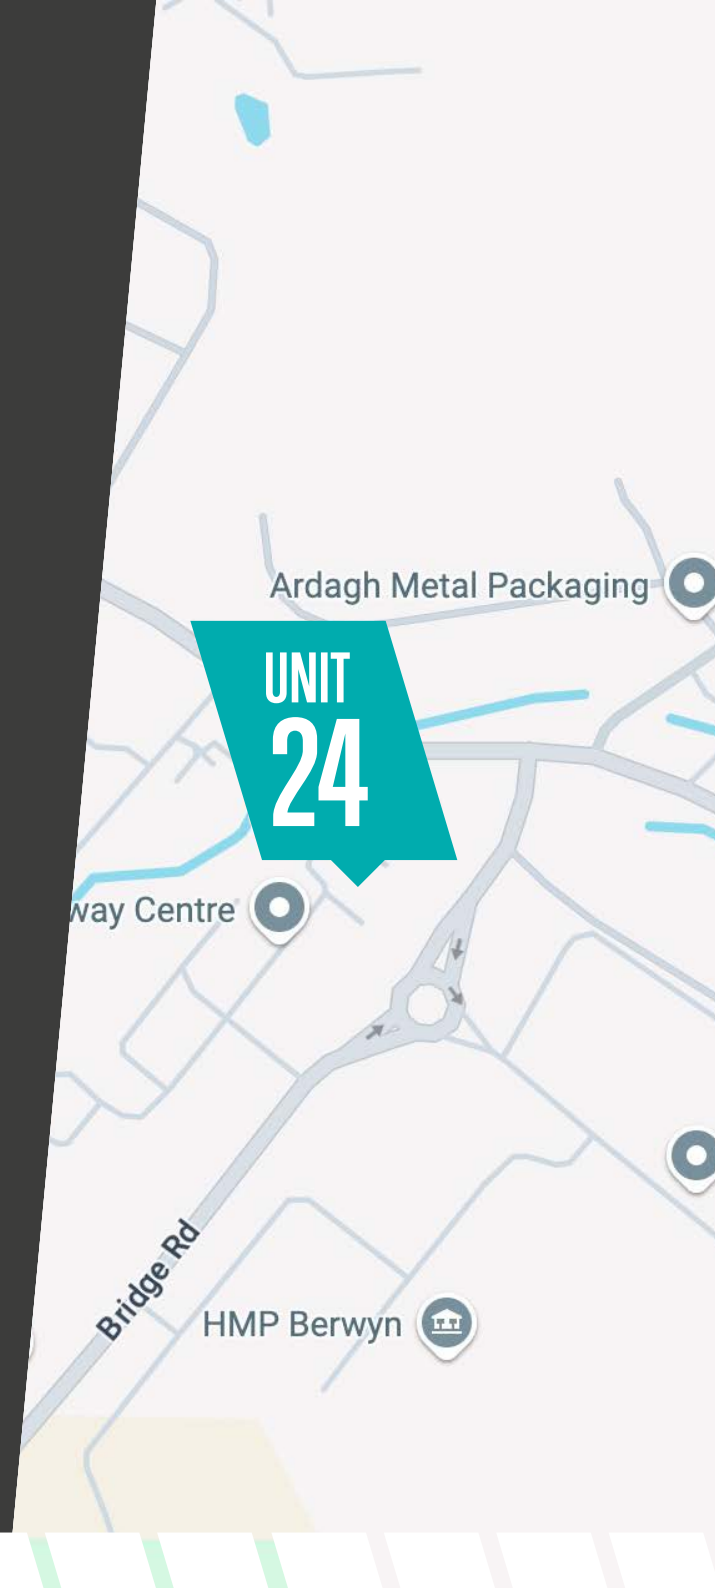 Ardagh Metal Packaging
UNIT
24
way Centre
Bridge Rd
HMP Berwyn